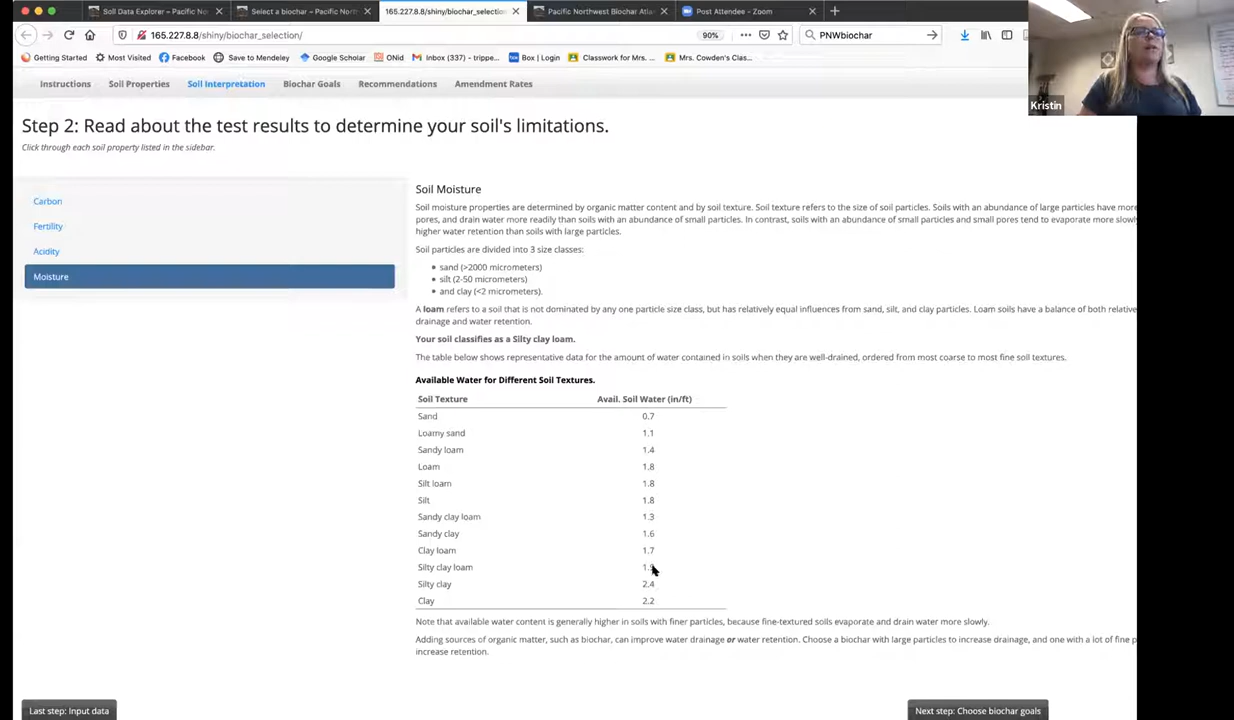 Soil Data Explorer – Pacific No
Select a biochar – Pacific Nort
165.227.8.8/shiny/biochar_selectio
Pacific Northwest Biochar Atla
Post Attendee - Zoom
165.227.8.8/shiny/biochar_selection/
90%
PNWbiochar
Getting Started
Most Visited
Facebook
Save to Mendeley
Google Scholar
ONid
Inbox (337) - trippe...
Box | Login
Classwork for Mrs. ...
Mrs. Cowden's Clas...
Kristin
Instructions
Soil Properties
Soil Interpretation
Biochar Goals
Recommendations
Amendment Rates
Step 2: Read about the test results to determine your soil's limitations.
Click through each soil property listed in the sidebar.
Carbon
Fertility
Acidity
Moisture
Soil Moisture
Soil moisture properties are determined by organic matter content and by soil texture. Soil texture refers to the size of soil particles. Soils with an abundance of large particles have more
pores, and drain water more readily than soils with an abundance of small particles. In contrast, soils with an abundance of small particles and small pores tend to evaporate more slowly
higher water retention than soils with large particles.
Soil particles are divided into 3 size classes:
• sand (>2000 micrometers)
• silt (2-50 micrometers)
• and clay (<2 micrometers).
A loam refers to a soil that is not dominated by any one particle size class, but has relatively equal influences from sand, silt, and clay particles. Loam soils have a balance of both relative
drainage and water retention.
Your soil classifies as a Silty clay loam.
The table below shows representative data for the amount of water contained in soils when they are well-drained, ordered from most coarse to most fine soil textures.
Available Water for Different Soil Textures.
Soil Texture Avail. Soil Water (in/ft)
Sand 0.7
Loamy sand 1.1
Sandy loam 1.4
Loam 1.8
Silt loam 1.8
Silt 1.8
Sandy clay loam 1.3
Sandy clay 1.6
Clay loam 1.7
Silty clay loam
Silty clay 2.4
Clay 2.2
Note that available water content is generally higher in soils with finer particles, because fine-textured soils evaporate and drain water more slowly.
Adding sources of organic matter, such as biochar, can improve water drainage or water retention. Choose a biochar with large particles to increase drainage, and one with a lot of fine p
increase retention.
Last step: Input data
Next step: Choose biochar goals